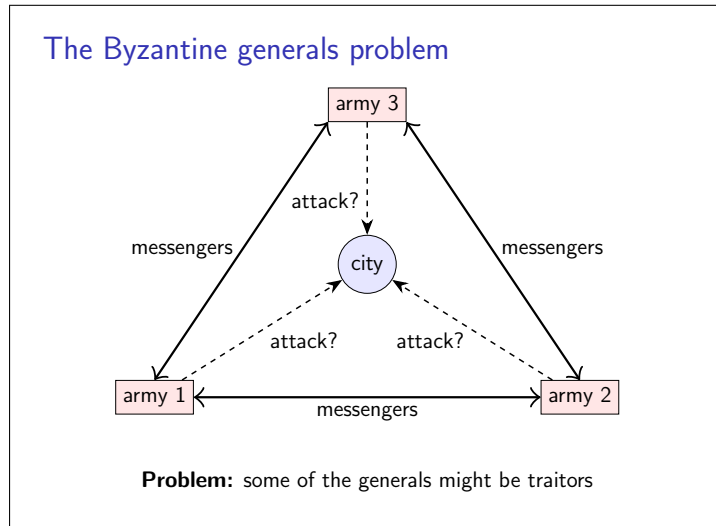 The Byzantine generals problem
army 3
attack?
messengers
messengers
city
attack?
attack?
army 1
army 2
messengers
Problem: some of the generals might be traitors